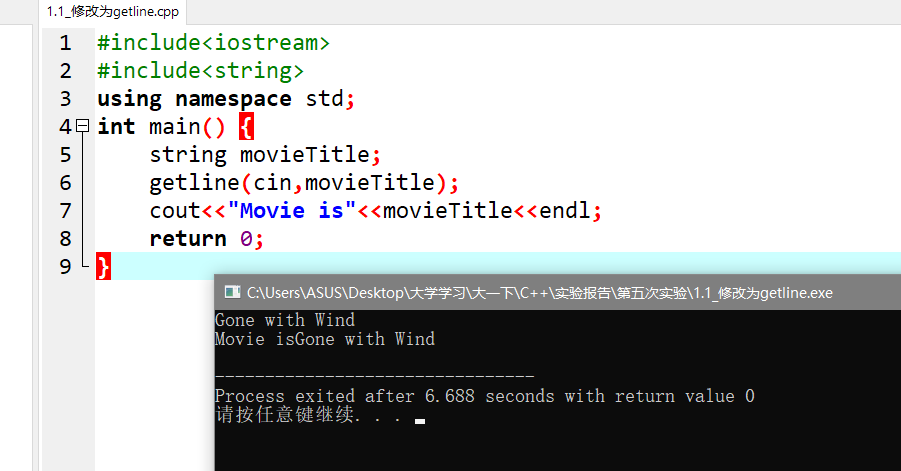 1.1_修改为getline.cpp
1 #include<iostream>
2 #include<string>
3 using namespace std;
4 int main() {
5 string movieTitle;
6 getline(cin,movieTitle);
7 cout<<"Movie is"<<movieTitle<<endl;
8 return 0;
9 }
C:\Users\ASUS\Desktop\大学学习\大一下\C++\实验报告\第五次实验\1.1_修改为getline.exe
Gone with Wind
Movie isGone with Wind
--------------------------------
Process exited after 6.688 seconds with return value 0
请按任意键继续. . .